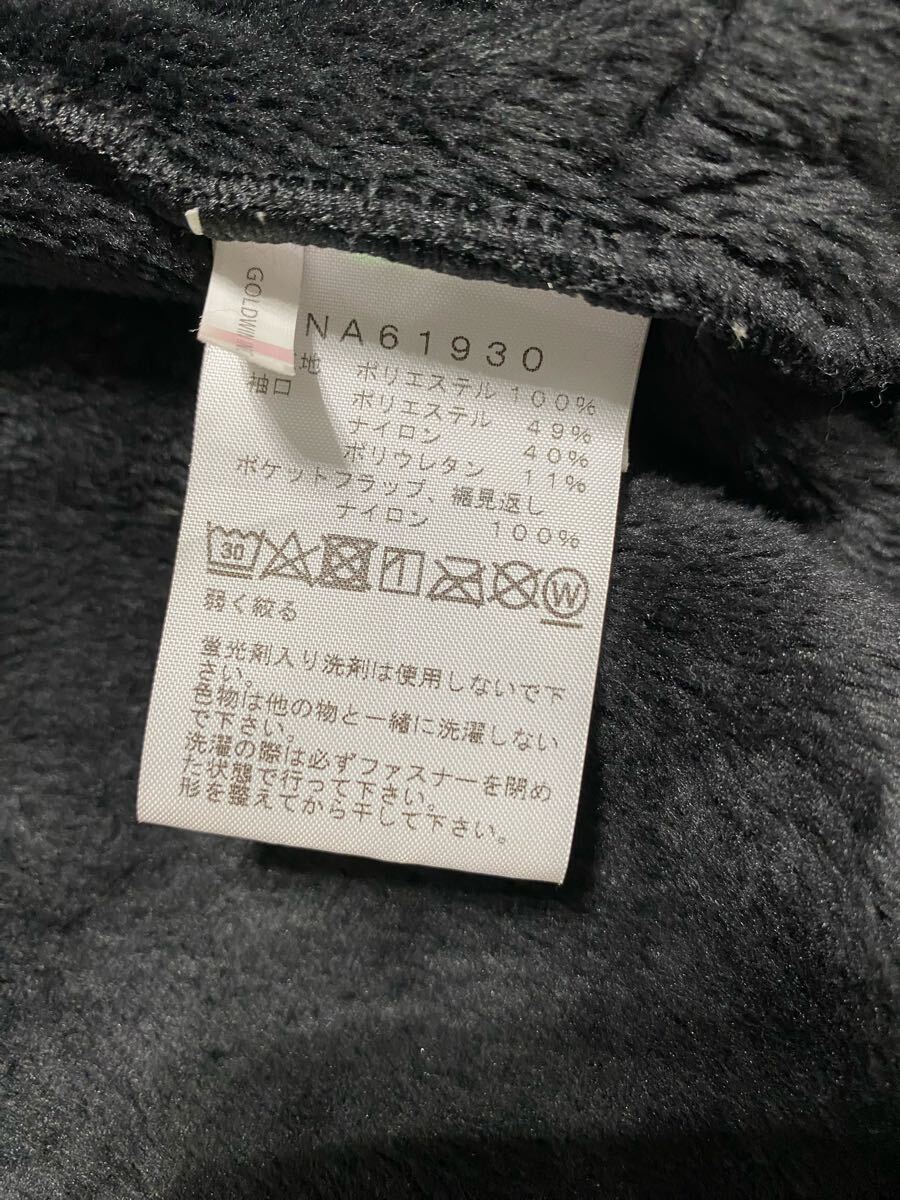 GOLDWIN
NA61930
地 ポリエステル 100%
袖口 ポリエステル 49%
ナイロン 40%
ポリウレタン 11%
ポケットフラップ、縁見返し
ナイロン 100%
30
1
W
弱く絞る
蛍光剤入り洗剤は使用しないで下
さい。
色物は他の物と一緒に洗濯しない
で下さい。
洗濯の際は必ずファスナーを閉め
た状態で行って下さい。
形を整えてから干して下さい。